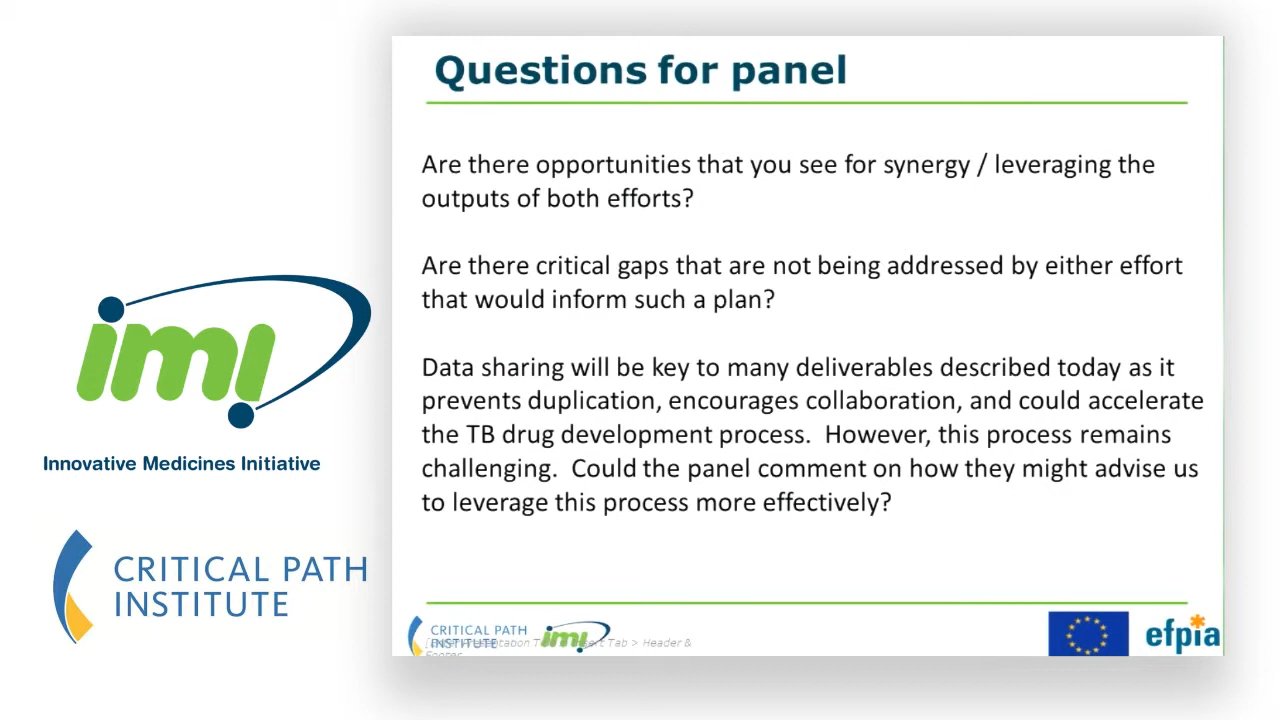 Questions for panel
Are there opportunities that you see for synergy / leveraging the
outputs of both efforts?
Are there critical gaps that are not being addressed by either effort
that would inform such a plan?
Data sharing will be key to many deliverables described today as it
prevents duplication, encourages collaboration, and could accelerate
the TB drug development process.  However, this process remains
challenging.  Could the panel comment on how they might advise us
to leverage this process more effectively?
imi
Innovative Medicines Initiative
CRITICAL PATH
INSTITUTE
CRITICAL PATH
INSTITUTE
imi
Tab > Header &
efpia